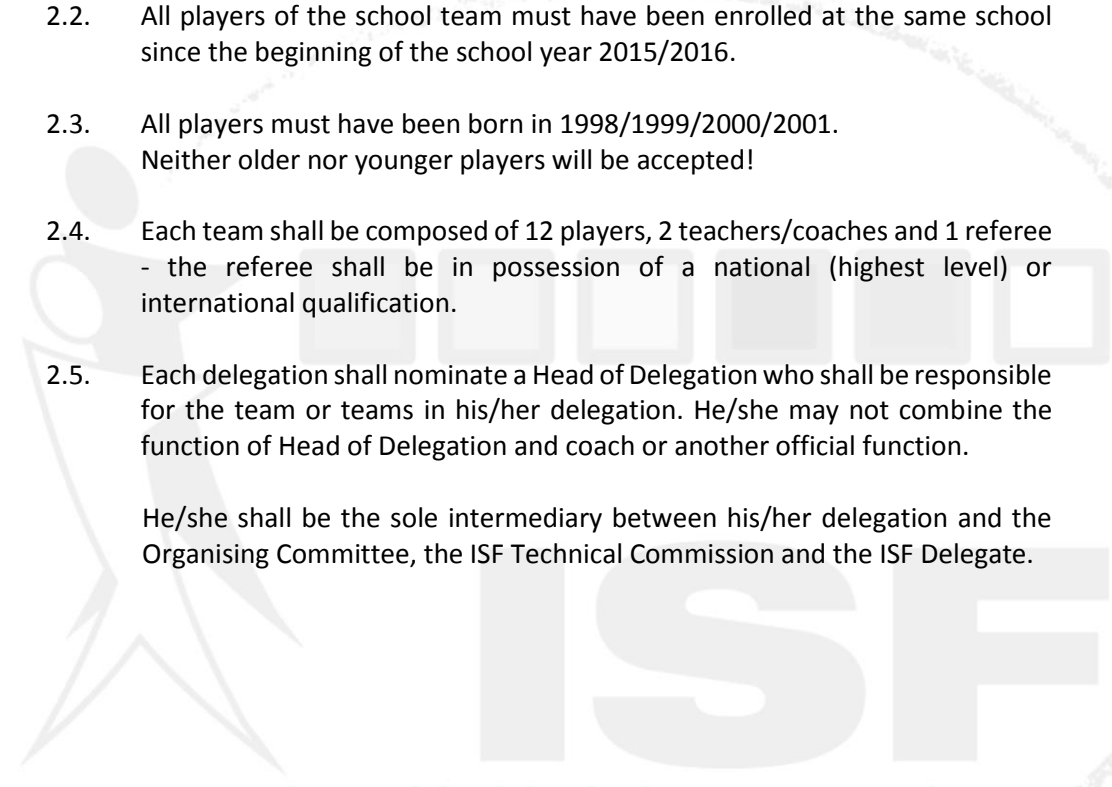 2.2. All players of the school team must have been enrolled at the same school
since the beginning of the school year 2015/2016.
2.3. All players must have been born in 1998/1999/2000/2001.
Neither older nor younger players will be accepted!
2.4. Each team shall be composed of 12 players, 2 teachers/coaches and 1 referee
- the referee shall be in possession of a national (highest level) or
international qualification.
2.5. Each delegation shall nominate a Head of Delegation who shall be responsible
for the team or teams in his/her delegation. He/she may not combine the
function of Head of Delegation and coach or another official function.
He/she shall be the sole intermediary between his/her delegation and the
Organising Committee, the ISF Technical Commission and the ISF Delegate.
ISF